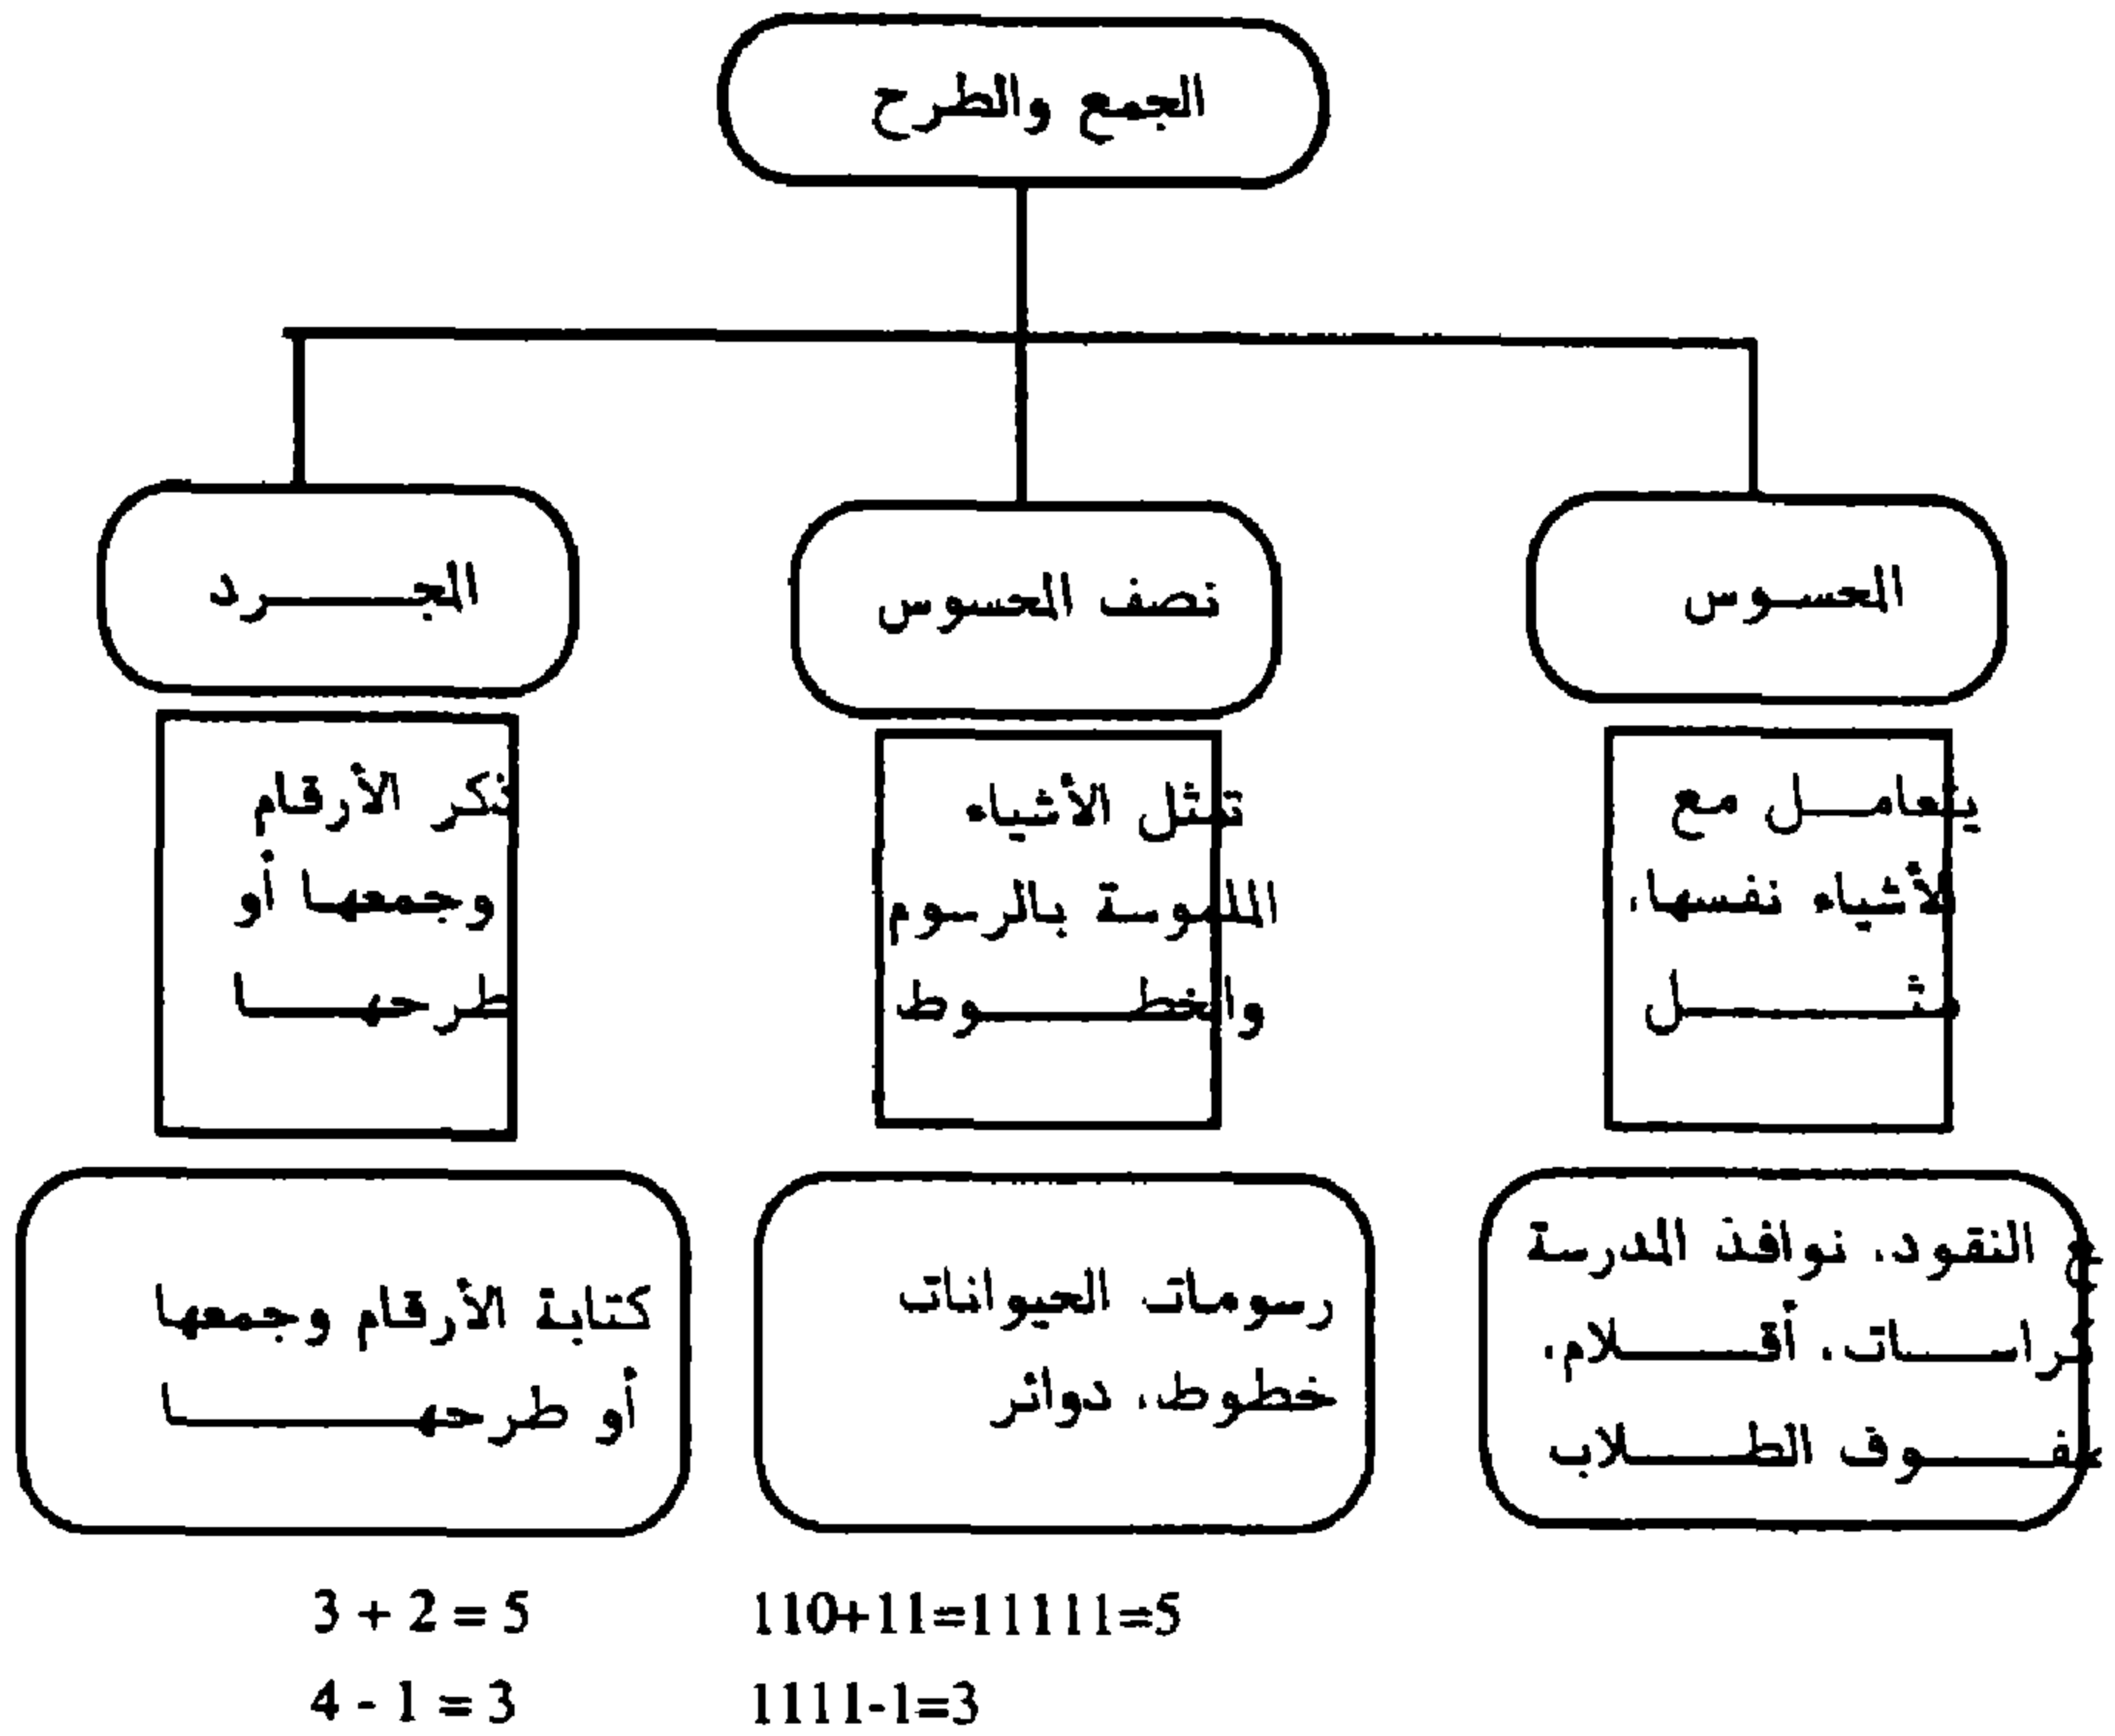 الجمع والطرح
المحسوس
نصف المحسوس
المجرد
يتعامل مع
الأشياء نفسها،
مثل
تمثل الأشياء
الملموسة بالرسوم
والخطوط
ذكر الأرقام
وجمعها أو
طرحها
النقود، نوافذ المدرسة
كراسات، أقلام،
صفوف الطلاب
رسومات الحيوانات
خطوط، دوائر
كتابة الأرقام وجمعها
أو طرحها
110+11=11111=5
1111-1=3
3 + 2 = 5
4 - 1 = 3